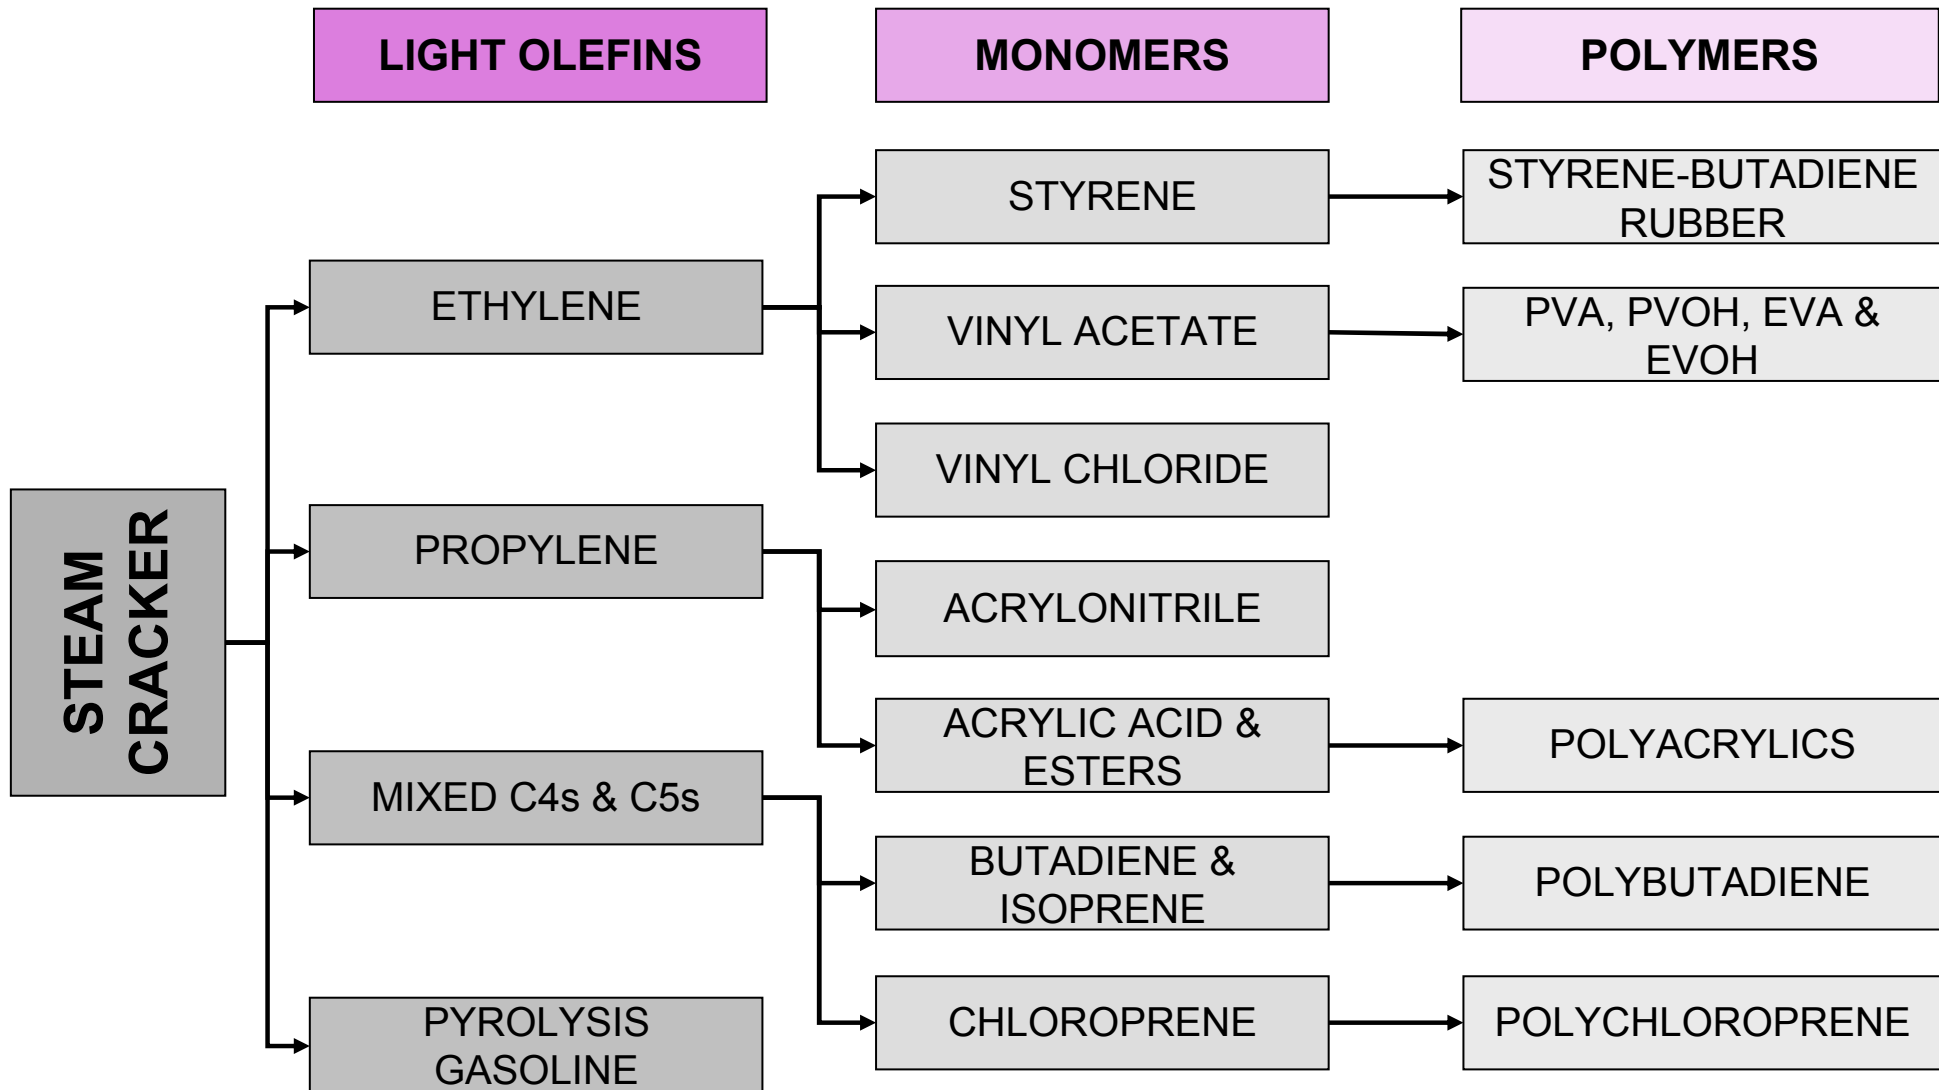 LIGHT OLEFINS
MONOMERS
POLYMERS
STEAM
CRACKER
ETHYLENE
PROPYLENE
MIXED C4s & C5s
PYROLYSIS
GASOLINE
STYRENE
VINYL ACETATE
VINYL CHLORIDE
ACRYLONITRILE
ACRYLIC ACID &
ESTERS
BUTADIENE &
ISOPRENE
CHLOROPRENE
STYRENE-BUTADIENE
RUBBER
PVA, PVOH, EVA &
EVOH
POLYACRYLICS
POLYBUTADIENE
POLYCHLOROPRENE